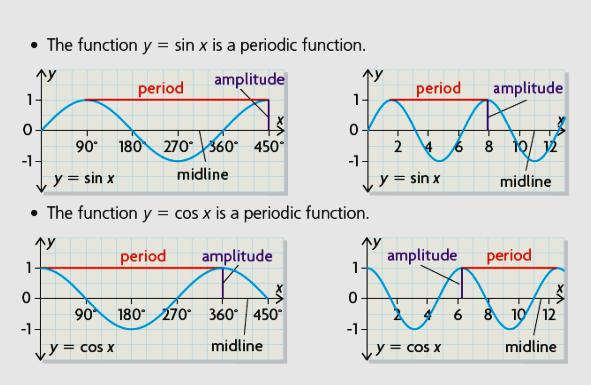 • The function y = sin x is a periodic function.
y
period
amplitude
1
x
0
90° 180° 270° 360° 450°
-1
y = sin x
midline
y
period
amplitude
1
x
0
2 4 6 8 10 12
-1
y = sin x
midline
• The function y = cos x is a periodic function.
y
period
amplitude
1
x
0
90° 180° 270° 360° 450°
-1
y = cos x
midline
y
amplitude
period
1
x
0
2 4 6 8 10 12
-1
y = cos x
midline